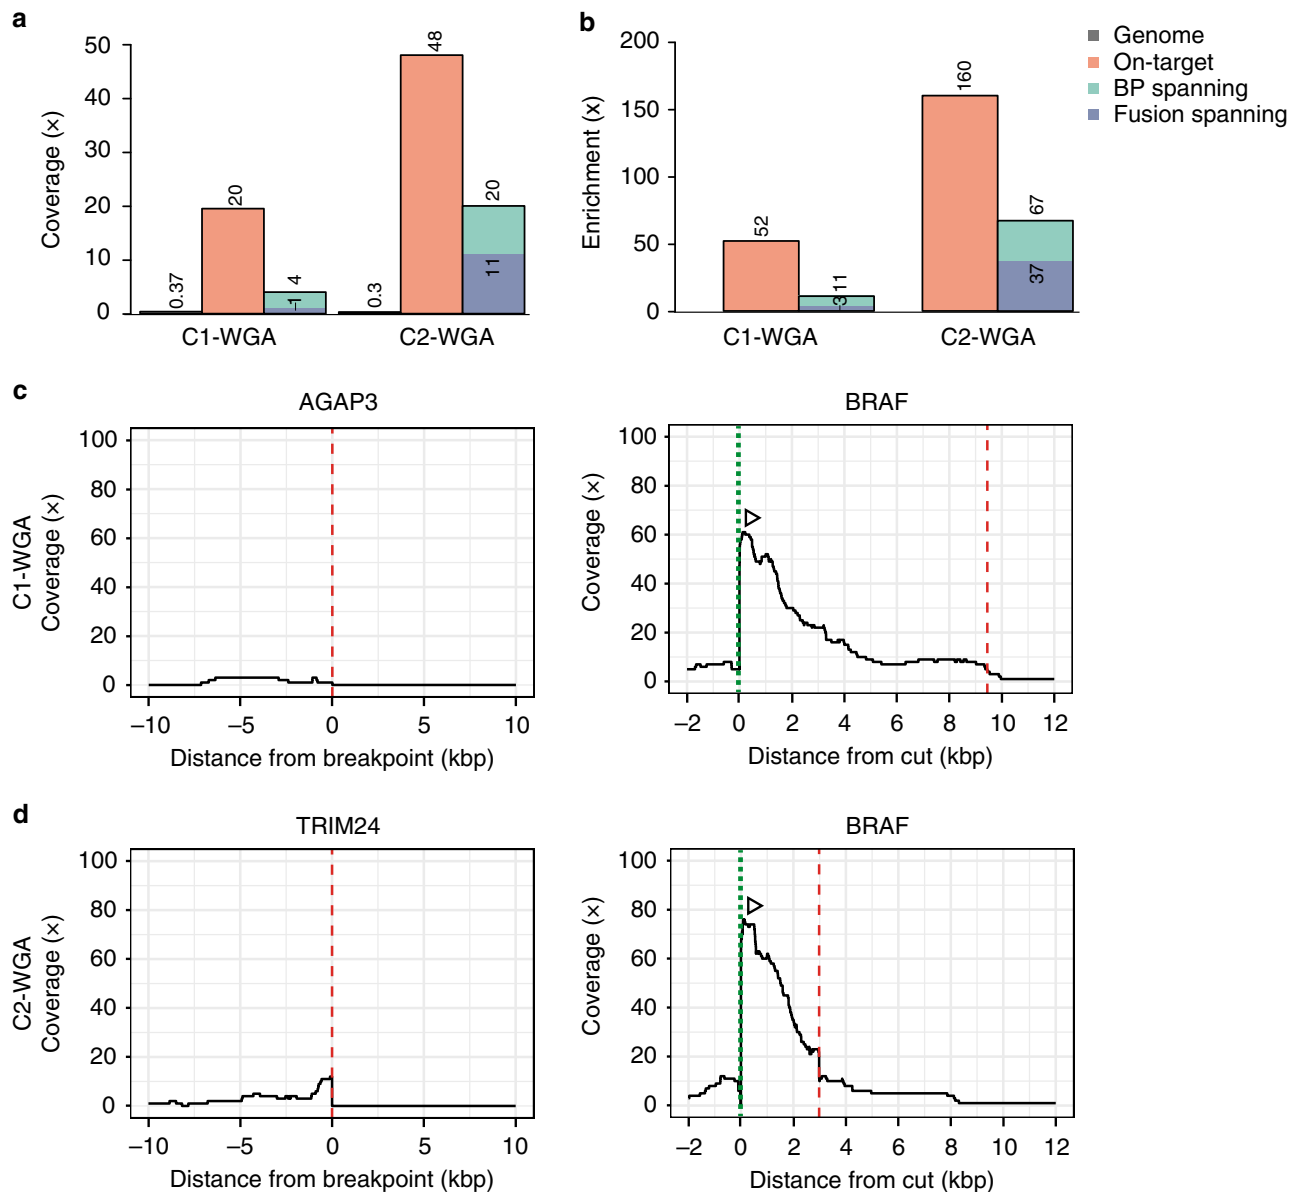 a
50
40
30
20
10
0
Coverage (×)
0.37
20
4
1
0.3
48
20
11
C1-WGA
C2-WGA
b
200
150
100
50
0
Enrichment (x)
52
11
3
160
67
37
C1-WGA
C2-WGA
Genome
On-target
BP spanning
Fusion spanning
c
AGAP3
C1-WGA
Coverage (×)
100
80
60
40
20
0
−10
−5
0
5
10
Distance from breakpoint (kbp)
BRAF
Coverage (×)
100
80
60
40
20
0
−2
0
2
4
6
8
10
12
Distance from cut (kbp)
d
TRIM24
C2-WGA
Coverage (×)
100
80
60
40
20
0
−10
−5
0
5
10
Distance from breakpoint (kbp)
BRAF
Coverage (×)
100
80
60
40
20
0
−2
0
2
4
6
8
10
12
Distance from cut (kbp)